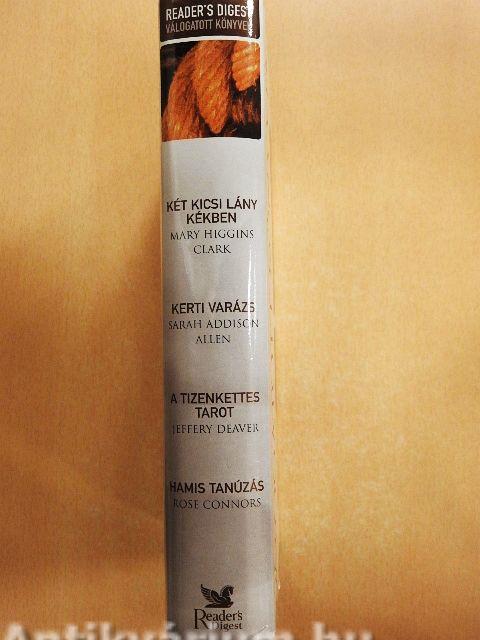 READER'S DIGEST
VÁLOGATOTT KÖNYVEK
KÉT KICSI LÁNY
KÉKBEN
MARY HIGGINS
CLARK
KERTI VARÁZS
SARAH ADDISON
ALLEN
A TIZENKETTES
TAROT
JEFFERY DEAVER
HAMIS TANÚZÁS
ROSE CONNORS
Reader's
Digest